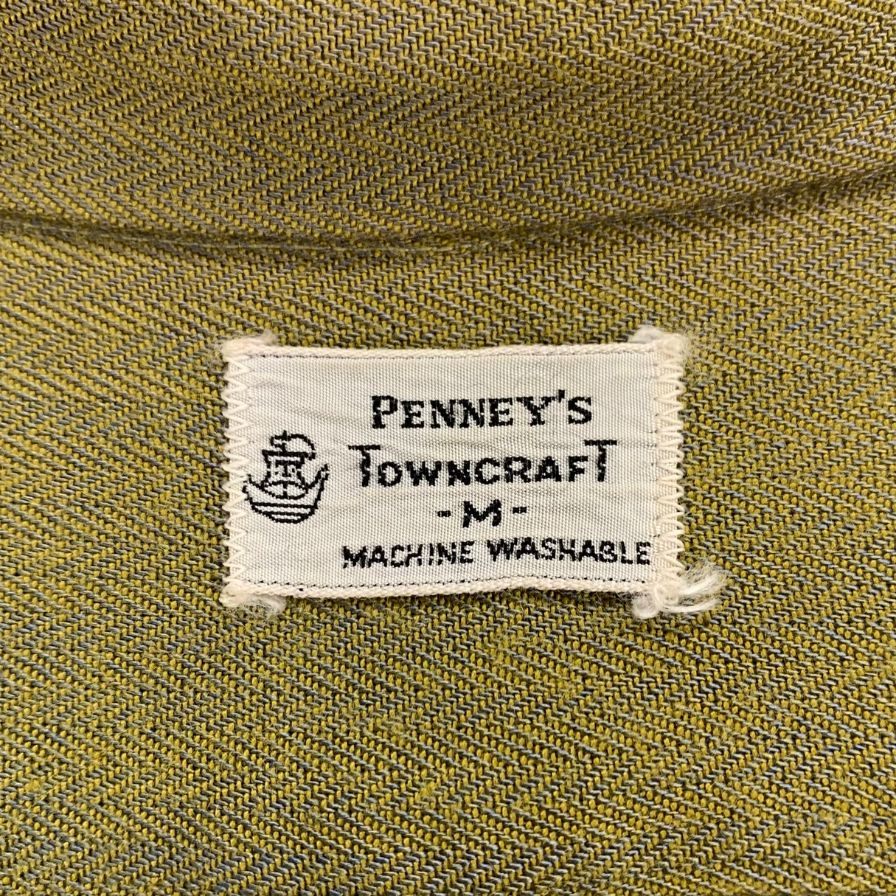 PENNEY'S
TOWNCRAFT
-M-
MACHINE WASHABLE